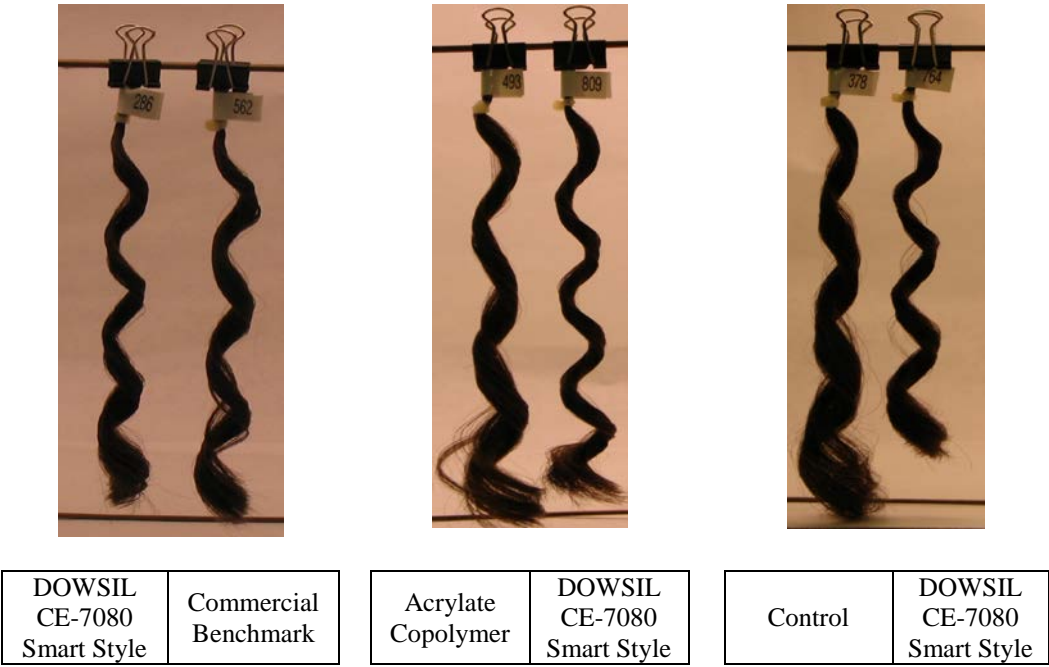 286
562
493
809
378
764
DOWSIL
CE-7080
Smart Style
Commercial
Benchmark
Acrylate
Copolymer
DOWSIL
CE-7080
Smart Style
Control
DOWSIL
CE-7080
Smart Style